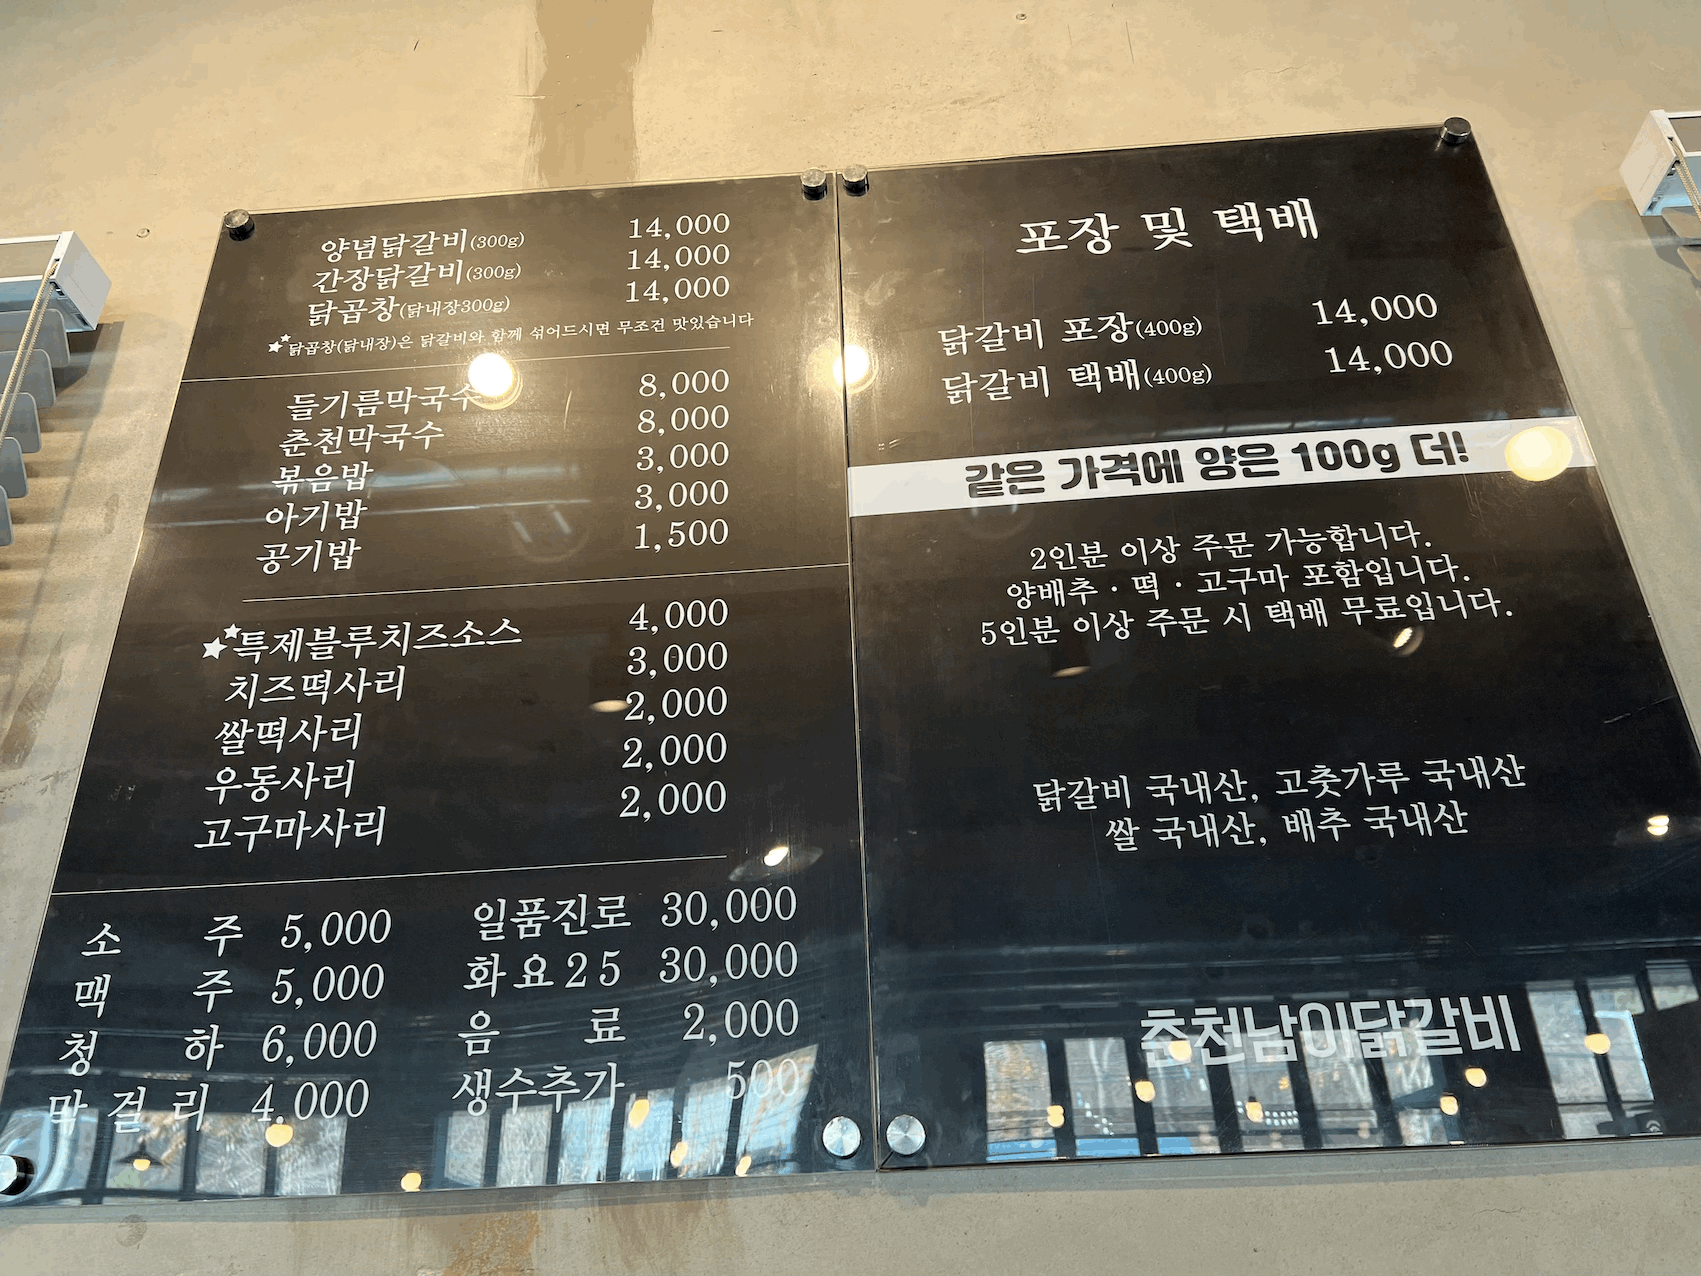 양념닭갈비(300g) 14,000
간장닭갈비(300g) 14,000
닭곱창(닭내장300g) 14,000
닭곱창(닭내장)은 닭갈비와 함께 섞어드시면 무조건 맛있습니다
들기름막국수 8,000
춘천막국수 8,000
볶음밥 3,000
아기밥 3,000
공기밥 1,500
특제블루치즈소스 4,000
치즈떡사리 3,000
쌀떡사리 2,000
우동사리 2,000
고구마사리 2,000
소 주 5,000 일품진로 30,000
맥 주 5,000 화요25 30,000
청 하 6,000 음 료 2,000
막 걸 리 4,000 생수추가 500
포장 및 택배
닭갈비 포장(400g) 14,000
닭갈비 택배(400g) 14,000
같은 가격에 양은 100g 더!
2인분 이상 주문 가능합니다.
양배추 · 떡 · 고구마 포함입니다.
5인분 이상 주문 시 택배 무료입니다.
닭갈비 국내산, 고춧가루 국내산
쌀 국내산, 배추 국내산
춘천남이닭갈비